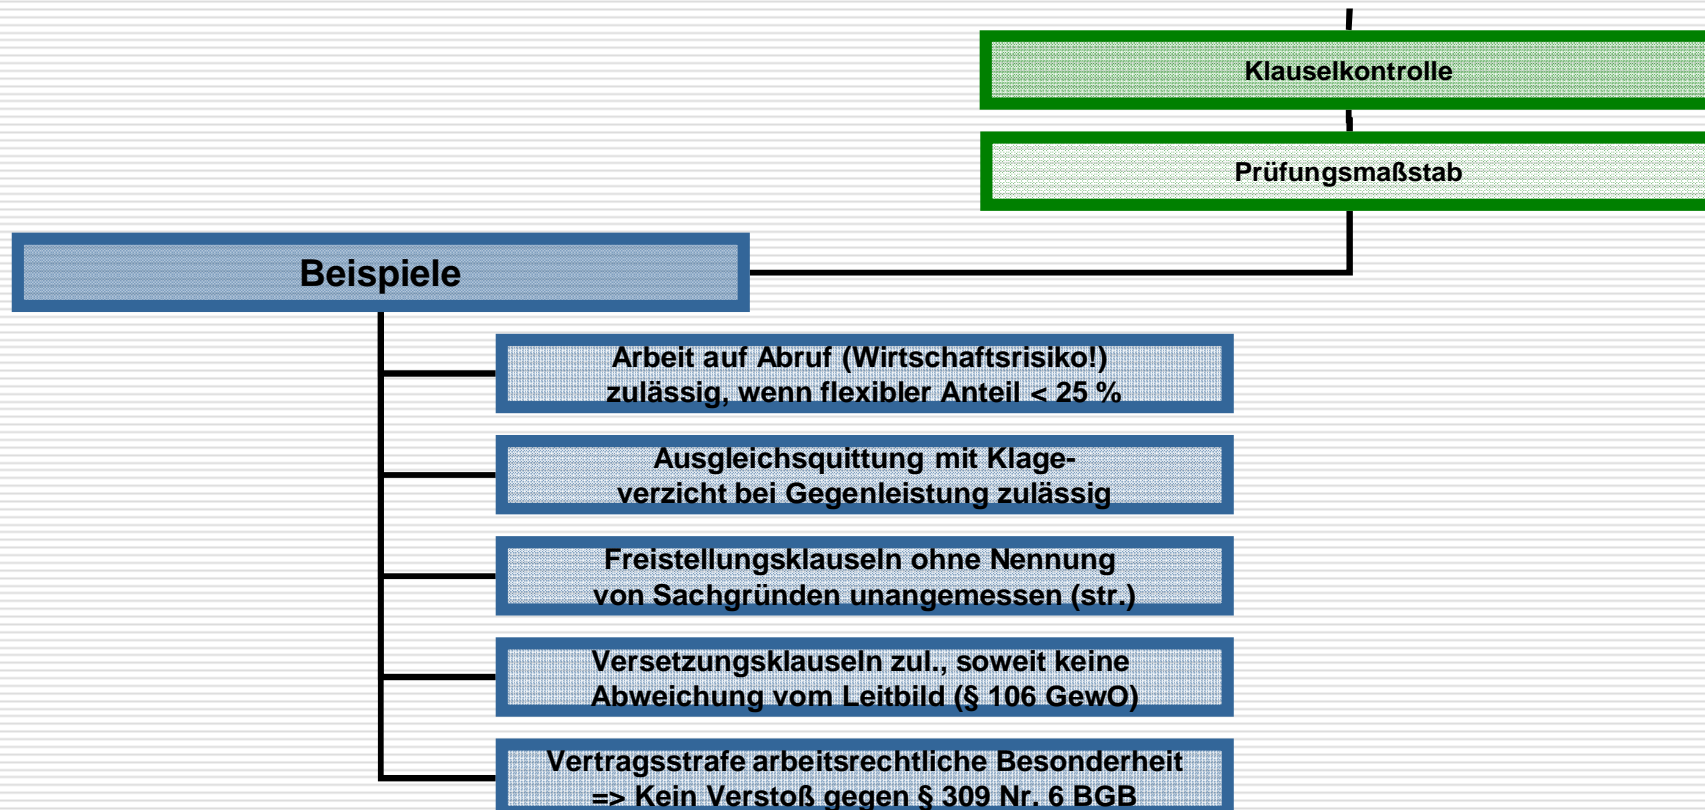 Klauselkontrolle
Prüfungsmaßstab
Beispiele
Arbeit auf Abruf (Wirtschaftsrisiko!)
zulässig, wenn flexibler Anteil < 25 %
Ausgleichsquittung mit Klage-
verzicht bei Gegenleistung zulässig
Freistellungsklauseln ohne Nennung
von Sachgründen unangemessen (str.)
Versetzungsklauseln zul., soweit keine
Abweichung vom Leitbild (§ 106 GewO)
Vertragsstrafe arbeitsrechtliche Besonderheit
=> Kein Verstoß gegen § 309 Nr. 6 BGB